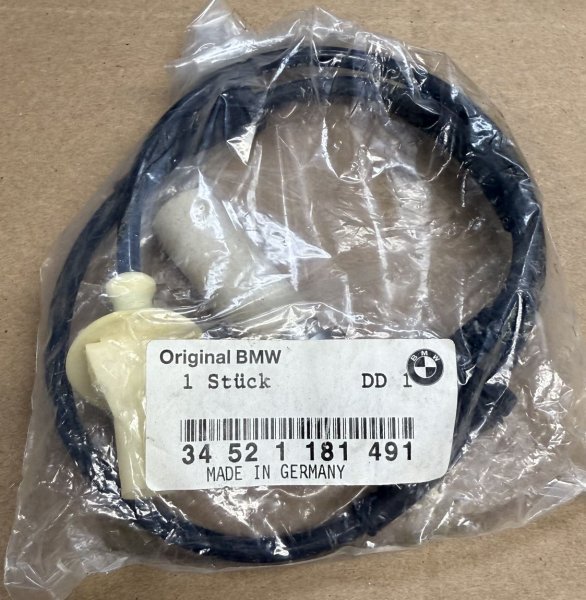 Original BMW
1 Stück DD 1
BMW
34 52 1 181 491
MADE IN GERMANY